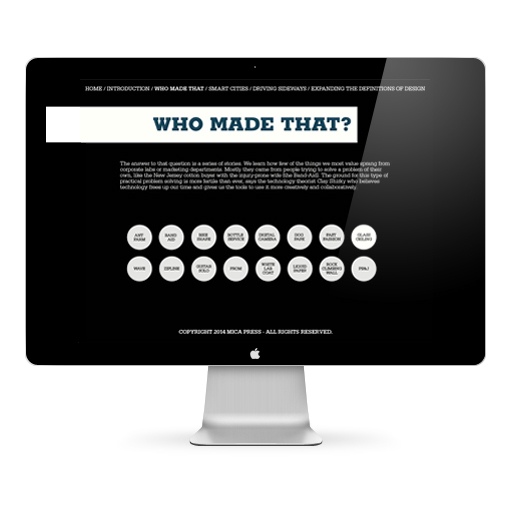 HOME / INTRODUCTION / WHO MADE THAT / SMART CITIES / DRIVING SIDEWAYS / EXPANDING THE DEFINITIONS OF DESIGN
WHO MADE THAT?
The answer to that question is a series of stories. We learn how few of the things we most value sprang from
corporate labs or marketing departments. Mostly they came from people trying to solve a problem of their
own, like the New Jersey cotton buyer with the injury-prone wife (the Band-Aid). The ground for this type of
practical problem solving is more fertile than ever, says the technology theorist Clay Shirky who believes
technology frees up our time and gives us the tools to use it more creatively and collaboratively.
ANT
FARM
BAND
AID
BIKE
SHARE
BOTTLE
SERVICE
DIGITAL
CAMERA
DOG
PARK
FAST
FASHION
GLASS
CEILING
WAVE
ZIPLINE
GUITAR
SOLO
PROM
WHITE
LAB
COAT
LIQUID
PAPER
ROCK
CLIMBING
WALL
PB&J
COPYRIGHT 2014 MICA PRESS - ALL RIGHTS RESERVED.